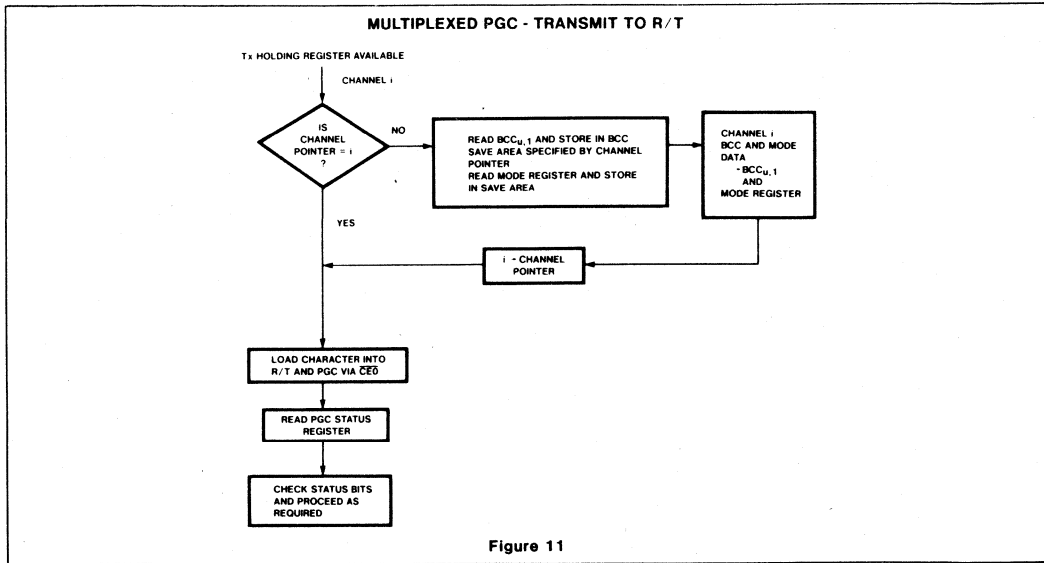 MULTIPLEXED PGC - TRANSMIT TO R/T
Tx HOLDING REGISTER AVAILABLE
CHANNEL i
IS
CHANNEL
POINTER = i
?
NO
READ BCCu,1 AND STORE IN BCC
SAVE AREA SPECIFIED BY CHANNEL
POINTER
READ MODE REGISTER AND STORE
IN SAVE AREA
CHANNEL i
BCC AND MODE
DATA
-BCCu,1
AND
MODE REGISTER
YES
i - CHANNEL
POINTER
LOAD CHARACTER INTO
R/T AND PGC VIA C̅E̅0̅
READ PGC STATUS
REGISTER
CHECK STATUS BITS
AND PROCEED AS
REQUIRED
Figure 11